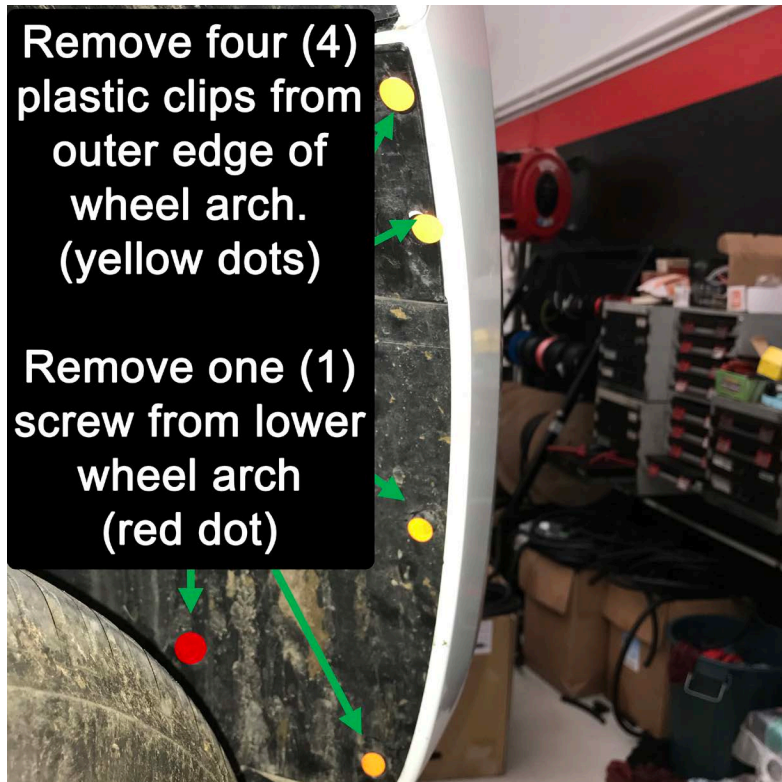 Remove four (4)
plastic clips from
outer edge of
wheel arch.
(yellow dots)
Remove one (1)
screw from lower
wheel arch
(red dot)